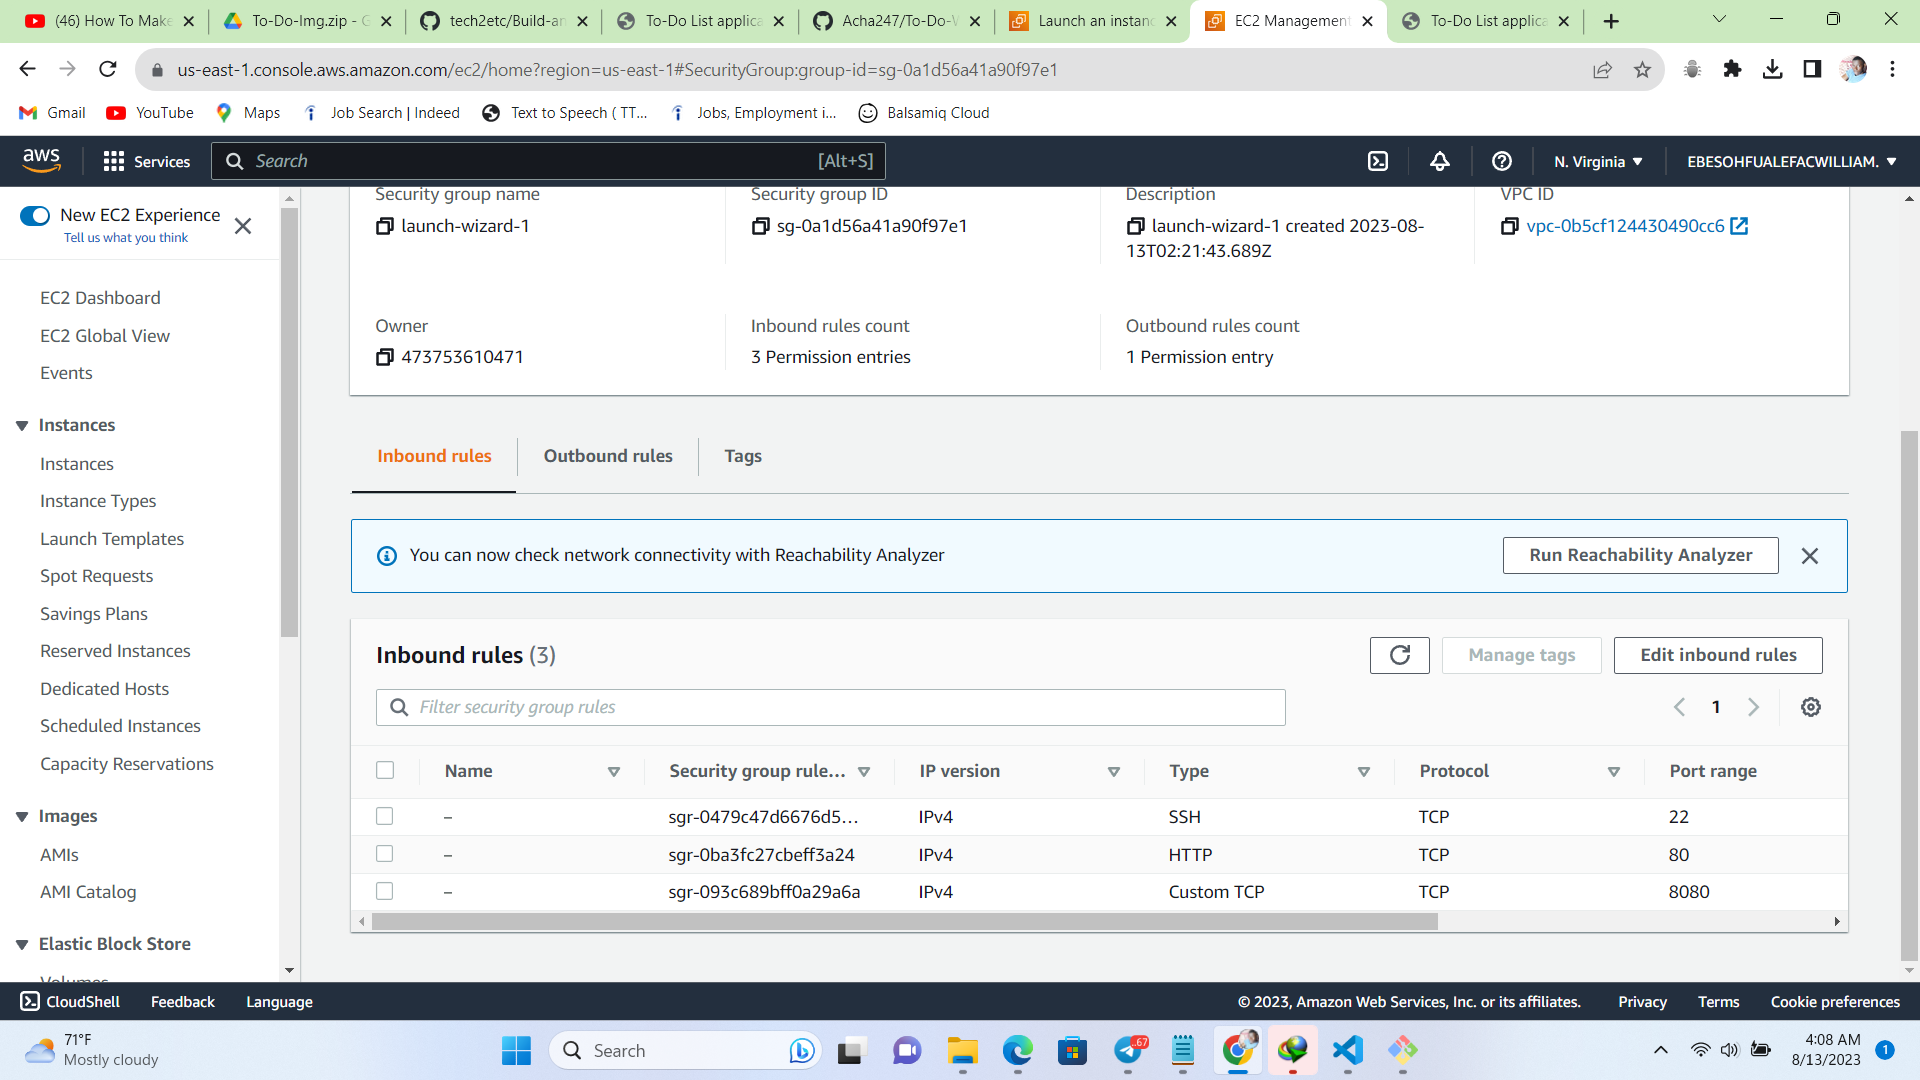 (46) How To Make
To-Do-Img.zip - G
tech2etc/Build-an
To-Do List applica
Acha247/To-Do-V
Launch an instanc
EC2 Management
To-Do List applica
us-east-1.console.aws.amazon.com/ec2/home?region=us-east-1#SecurityGroup:group-id=sg-0a1d56a41a90f97e1
Gmail
YouTube
Maps
Job Search | Indeed
Text to Speech ( TT...
Jobs, Employment i...
Balsamiq Cloud
aws
Services
Search
[Alt+S]
N. Virginia
EBESOHFUALEFACWILLIAM.
New EC2 Experience
Tell us what you think
EC2 Dashboard
EC2 Global View
Events
Instances
Instances
Instance Types
Launch Templates
Spot Requests
Savings Plans
Reserved Instances
Dedicated Hosts
Scheduled Instances
Capacity Reservations
Images
AMIs
AMI Catalog
Elastic Block Store
Volumes
Security group name
launch-wizard-1
Security group ID
sg-0a1d56a41a90f97e1
Description
launch-wizard-1 created 2023-08-
13T02:21:43.689Z
VPC ID
vpc-0b5cf124430490cc6
Owner
473753610471
Inbound rules count
3 Permission entries
Outbound rules count
1 Permission entry
Inbound rules
Outbound rules
Tags
You can now check network connectivity with Reachability Analyzer
Run Reachability Analyzer
Inbound rules (3)
Manage tags
Edit inbound rules
Filter security group rules
1
Name
Security group rule...
IP version
Type
Protocol
Port range
– sgr-0479c47d6676d5... IPv4 SSH TCP 22
– sgr-0ba3fc27cbeff3a24 IPv4 HTTP TCP 80
– sgr-093c689bff0a29a6a IPv4 Custom TCP TCP 8080
CloudShell
Feedback
Language
© 2023, Amazon Web Services, Inc. or its affiliates.
Privacy
Terms
Cookie preferences
71°F
Mostly cloudy
Search
67
4:08 AM
8/13/2023
1